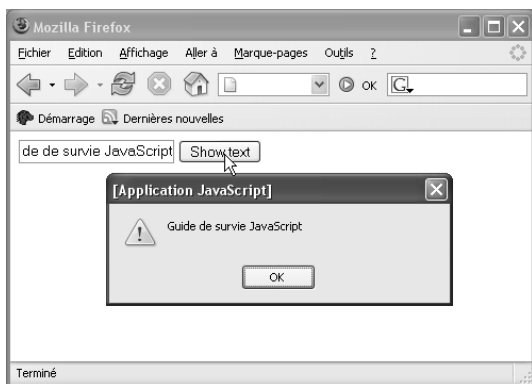 Mozilla Firefox
Fichier Edition Affichage Aller à Marque-pages Outils ?
OK G
Démarrage Dernières nouvelles
de de survie JavaScript Show text
[Application JavaScript]
Guide de survie JavaScript
OK
Terminé